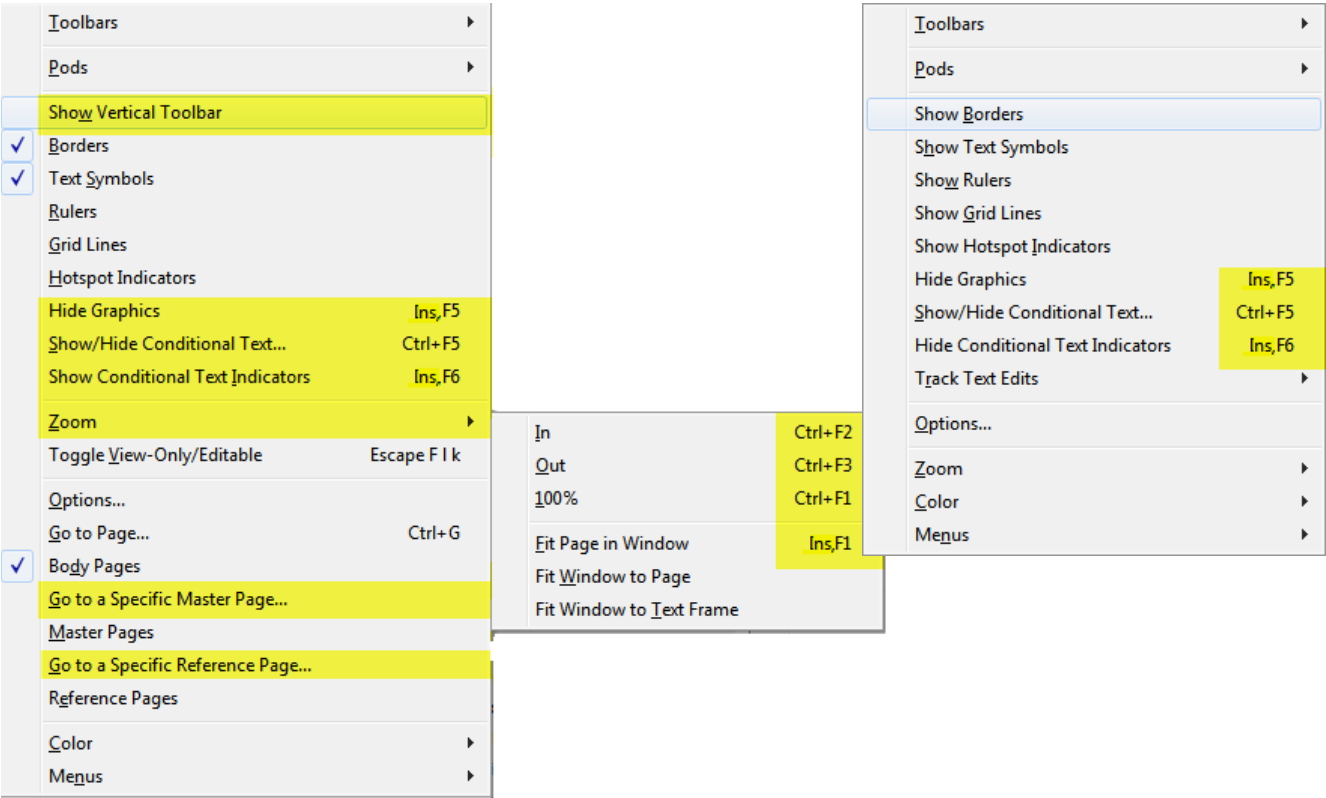 Toolbars
Pods
Show Vertical Toolbar
Borders
Text Symbols
Rulers
Grid Lines
Hotspot Indicators
Hide Graphics Ins,F5
Show/Hide Conditional Text... Ctrl+F5
Show Conditional Text Indicators Ins,F6
Zoom
Toggle View-Only/Editable Escape F l k
Options...
Go to Page... Ctrl+G
Body Pages
Go to a Specific Master Page...
Master Pages
Go to a Specific Reference Page...
Reference Pages
Color
Menus
In Ctrl+F2
Out Ctrl+F3
100% Ctrl+F1
Fit Page in Window Ins,F1
Fit Window to Page
Fit Window to Text Frame
Toolbars
Pods
Show Borders
Show Text Symbols
Show Rulers
Show Grid Lines
Show Hotspot Indicators
Hide Graphics Ins,F5
Show/Hide Conditional Text... Ctrl+F5
Hide Conditional Text Indicators Ins,F6
Track Text Edits
Options...
Zoom
Color
Menus